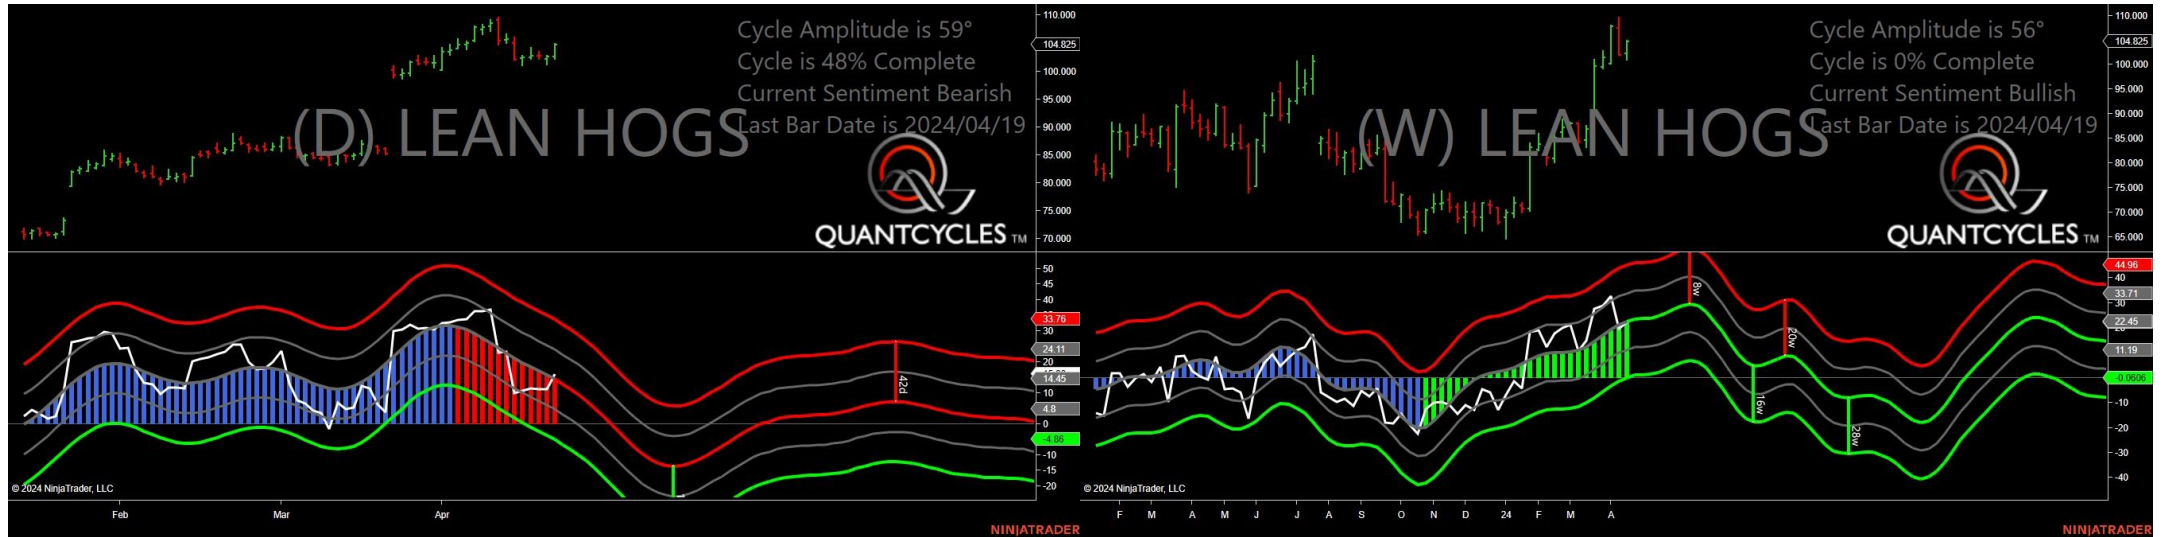 Cycle Amplitude is 59°
Cycle is 48% Complete
Current Sentiment Bearish
Last Bar Date is 2024/04/19
(D) LEAN HOGS
QUANTCYCLES TM
110.000
104.825
100.000
95.000
90.000
85.000
80.000
75.000
70.000
50
45
40
33.76
30
24.11
20
14.45
10
4.8
0
-4.86
-10
-15
-20
42d
© 2024 NinjaTrader, LLC
Feb Mar Apr
NINJATRADER
Cycle Amplitude is 56°
Cycle is 0% Complete
Current Sentiment Bullish
Last Bar Date is 2024/04/19
(W) LEAN HOGS
QUANTCYCLES TM
110.000
104.825
100.000
95.000
90.000
85.000
80.000
75.000
70.000
65.000
44.96
40
33.71
30
22.45
11.19
-0.0606
-10
-20
-30
-40
8w
20w
16w
28w
© 2024 NinjaTrader, LLC
F M A M J J A S O N D 24 F M A
NINJATRADER